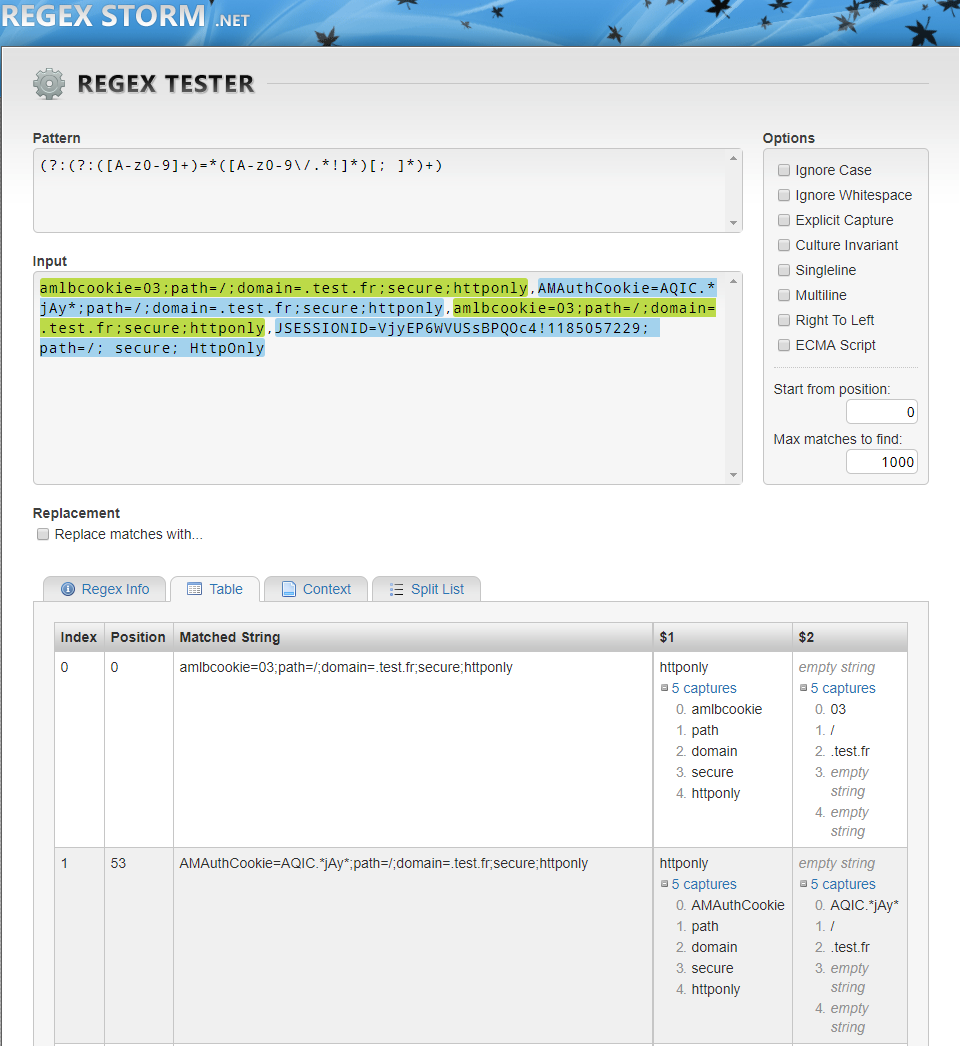 REGEX STORM .NET
REGEX TESTER
Pattern
(?:(?:([A-z0-9]+)=*([A-z0-9\/.*!]*)[; ]*)+)
Options
Ignore Case
Ignore Whitespace
Explicit Capture
Culture Invariant
Singleline
Multiline
Right To Left
ECMA Script
Start from position:
0
Max matches to find:
1000
Input
amlbcookie=03;path=/;domain=.test.fr;secure;httponly,AMAuthCookie=AQIC.*
jAy*;path=/;domain=.test.fr;secure;httponly,amlbcookie=03;path=/;domain=
.test.fr;secure;httponly,JSESSIONID=VjyEP6WVUSsBPQOc4!1185057229;
path=/; secure; HttpOnly
Replacement
Replace matches with...
Regex Info Table Context Split List
Index Position Matched String $1 $2
0 0 amlbcookie=03;path=/;domain=.test.fr;secure;httponly httponly empty string
5 captures 5 captures
0. amlbcookie 0. 03
1. path 1. /
2. domain 2. .test.fr
3. secure 3. empty
string
4. httponly 4. empty
string
1 53 AMAuthCookie=AQIC.*jAy*;path=/;domain=.test.fr;secure;httponly httponly empty string
5 captures 5 captures
0. AMAuthCookie 0. AQIC.*jAy*
1. path 1. /
2. domain 2. .test.fr
3. secure 3. empty
string
4. httponly 4. empty
string